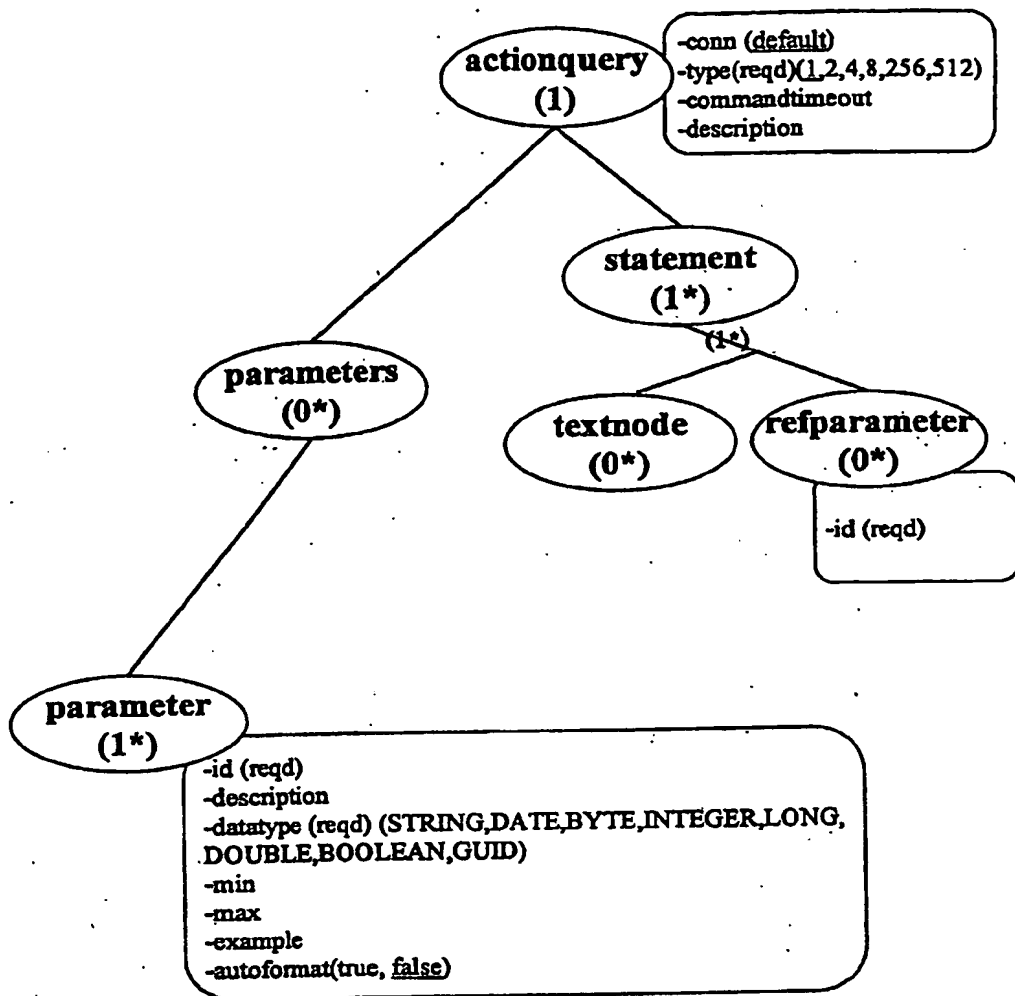 actionquery
(1)
-conn (default)
-type(reqd)(1,2,4,8,256,512)
-commandtimeout
-description
statement
(1*)
(1*)
parameters
(0*)
textnode
(0*)
refparameter
(0*)
-id (reqd)
parameter
(1*)
-id (reqd)
-description
-datatype (reqd) (STRING,DATE,BYTE,INTEGER,LONG,
DOUBLE,BOOLEAN,GUID)
-min
-max
-example
-autoformat(true, false)